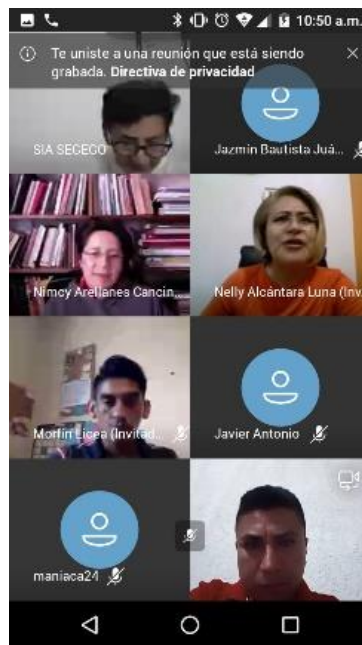 10:50 a.m.
Te uniste a una reunión que está siendo
grabada. Directiva de privacidad
SIA SECECO
Jazmin Bautista Juá...
Nimcy Arellanes Cancin...
Nelly Alcántara Luna (Inv
Morfin Licea (Invitad...
Javier Antonio
maniaca24